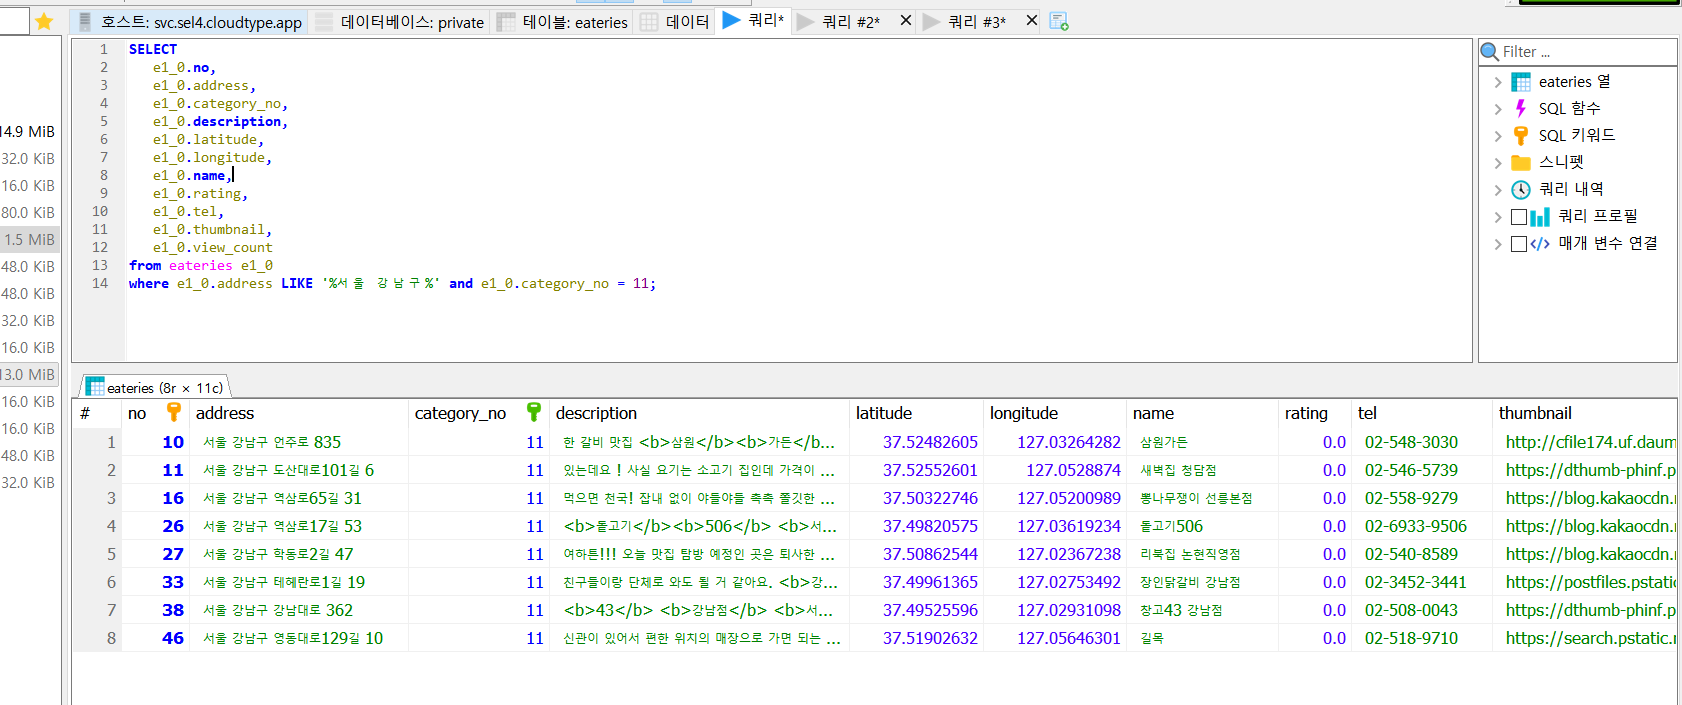 호스트: svc.sel4.cloudtype.app 데이터베이스: private 테이블: eateries 데이터 쿼리* 쿼리 #2* 쿼리 #3*
14.9 MiB
32.0 KiB
16.0 KiB
80.0 KiB
1.5 MiB
48.0 KiB
48.0 KiB
32.0 KiB
16.0 KiB
13.0 MiB
16.0 KiB
16.0 KiB
48.0 KiB
32.0 KiB
1 SELECT
2 e1_0.no,
3 e1_0.address,
4 e1_0.category_no,
5 e1_0.description,
6 e1_0.latitude,
7 e1_0.longitude,
8 e1_0.name,
9 e1_0.rating,
10 e1_0.tel,
11 e1_0.thumbnail,
12 e1_0.view_count
13 from eateries e1_0
14 where e1_0.address LIKE '%서울 강남구%' and e1_0.category_no = 11;
Filter ...
eateries 열
SQL 함수
SQL 키워드
스니펫
쿼리 내역
쿼리 프로필
매개 변수 연결
eateries (8r × 11c)
# no address category_no description latitude longitude name rating tel thumbnail
1 10 서울 강남구 언주로 835 11 한 갈비 맛집 <b>삼원</b><b>가든</b... 37.52482605 127.03264282 삼원가든 0.0 02-548-3030 http://cfile174.uf.daum
2 11 서울 강남구 도산대로101길 6 11 있는데요 ! 사실 요기는 소고기 집인데 가격이 ... 37.52552601 127.0528874 새벽집 청담점 0.0 02-546-5739 https://dthumb-phinf.p
3 16 서울 강남구 역삼로65길 31 11 먹으면 천국! 잡내 없이 야들야들 촉촉 쫄깃한 ... 37.50322746 127.05200989 뽕나무쟁이 선릉본점 0.0 02-558-9279 https://blog.kakaocdn.
4 26 서울 강남구 역삼로17길 53 11 <b>돌고기</b><b>506</b> <b>서... 37.49820575 127.03619234 돌고기506 0.0 02-6933-9506 https://blog.kakaocdn.
5 27 서울 강남구 학동로2길 47 11 여하튼!!! 오늘 맛집 탐방 예정인 곳은 퇴사한 ... 37.50862544 127.02367238 리북집 논현직영점 0.0 02-540-8589 https://blog.kakaocdn.
6 33 서울 강남구 테헤란로1길 19 11 친구들이랑 단체로 와도 될 거 같아요. <b>강... 37.49961365 127.02753492 장인닭갈비 강남점 0.0 02-3452-3441 https://postfiles.pstatic
7 38 서울 강남구 강남대로 362 11 <b>43</b> <b>강남점</b> <b>서... 37.49525596 127.02931098 창고43 강남점 0.0 02-508-0043 https://dthumb-phinf.p
8 46 서울 강남구 영동대로129길 10 11 신관이 있어서 편한 위치의 매장으로 가면 되는 ... 37.51902632 127.05646301 길목 0.0 02-518-9710 https://search.pstatic.